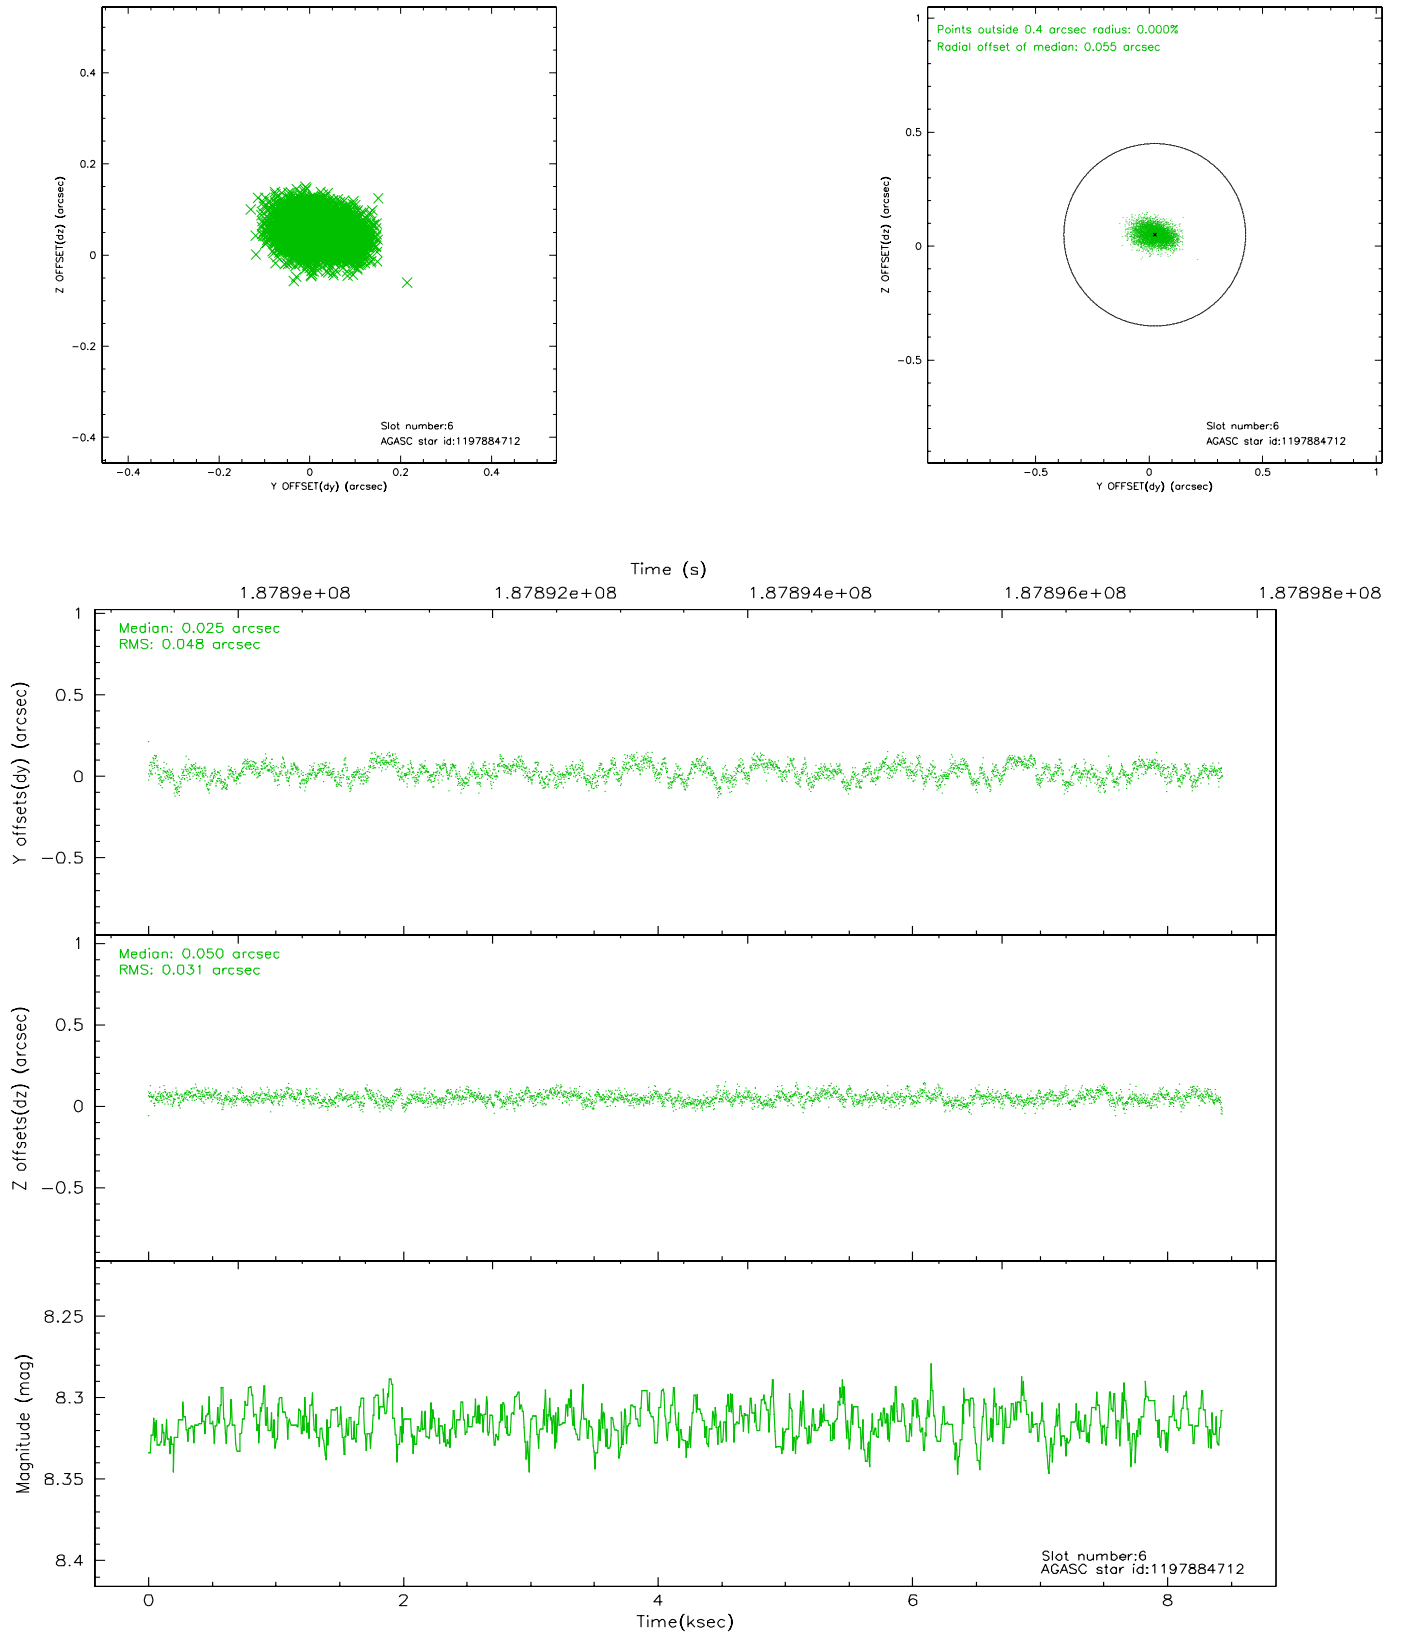 0.4
0.2
0
−0.2
−0.4
Z OFFSET(dz) (arcsec)
Slot number:6
AGASC star id:1197884712
−0.4 −0.2 0 0.2 0.4
Y OFFSET(dy) (arcsec)
Points outside 0.4 arcsec radius: 0.000%
Radial offset of median: 0.055 arcsec
1
0.5
0
−0.5
Z OFFSET(dz) (arcsec)
Slot number:6
AGASC star id:1197884712
−0.5 0 0.5 1
Y OFFSET(dy) (arcsec)
Time (s)
1.8789e+08 1.87892e+08 1.87894e+08 1.87896e+08 1.87898e+08
Median: 0.025 arcsec
RMS: 0.048 arcsec
1
0.5
0
−0.5
Y offsets(dy) (arcsec)
Median: 0.050 arcsec
RMS: 0.031 arcsec
1
0.5
0
−0.5
Z offsets(dz) (arcsec)
8.25
8.3
8.35
8.4
Magnitude (mag)
Slot number:6
AGASC star id:1197884712
0 2 4 6 8
Time(ksec)